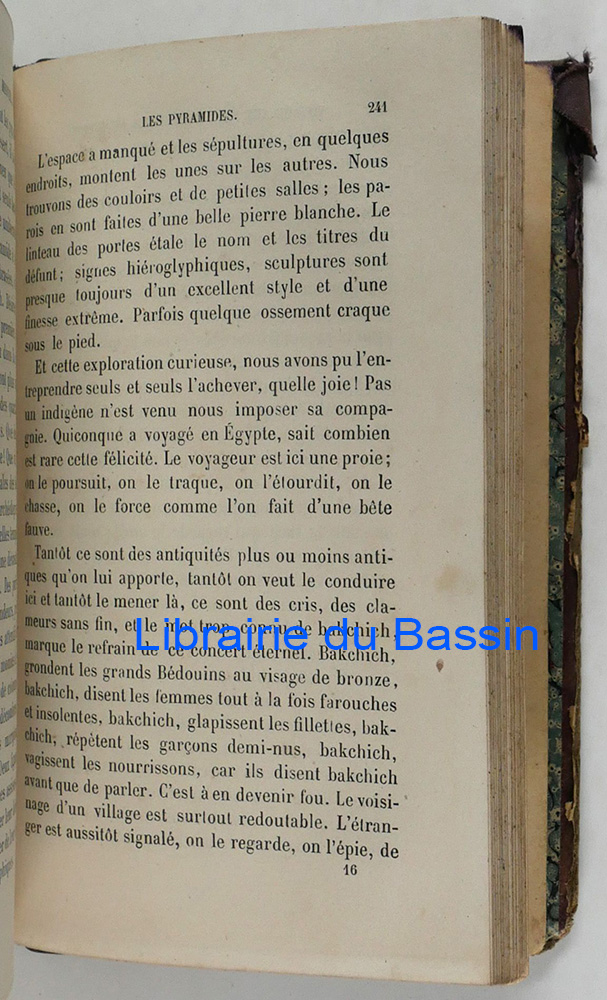 LES PYRAMIDES. 241
L'espace a manqué et les sépultures, en quelques
endroits, montent les unes sur les autres. Nous
trouvons des couloirs et de petites salles ; les pa-
rois en sont faites d'une belle pierre blanche. Le
linteau des portes étale le nom et les titres du
défunt ; signes hiéroglyphiques, sculptures sont
presque toujours d'un excellent style et d'une
finesse extrême. Parfois quelque ossement craque
sous le pied.
Et cette exploration curieuse, nous avons pu l'en-
treprendre seuls et seuls l'achever, quelle joie ! Pas
un indigène n'est venu nous imposer sa compa-
gnie. Quiconque a voyagé en Égypte, sait combien
est rare cette félicité. Le voyageur est ici une proie ;
on le poursuit, on le traque, on l'étourdit, on le
chasse, on le force comme l'on fait d'une bête
fauve.
Tantôt ce sont des antiquités plus ou moins anti-
ques qu'on lui apporte, tantôt on veut le conduire
ici et tantôt le mener là, ce sont des cris, des cla-
meurs sans fin, et le mot trop connu de bakchich
marque le refrain de ce concert éternel. Bakchich,
grondent les grands Bédouins au visage de bronze,
bakchich, disent les femmes tout à la fois farouches
et insolentes, bakchich, glapissent les fillettes, bak-
chich, répètent les garçons demi-nus, bakchich,
vagissent les nourrissons, car ils disent bakchich
avant que de parler. C'est à en devenir fou. Le voisi-
nage d'un village est surtout redoutable. L'étran-
ger est aussitôt signalé, on le regarde, on l'épie, de
16
Librairie du Bassin